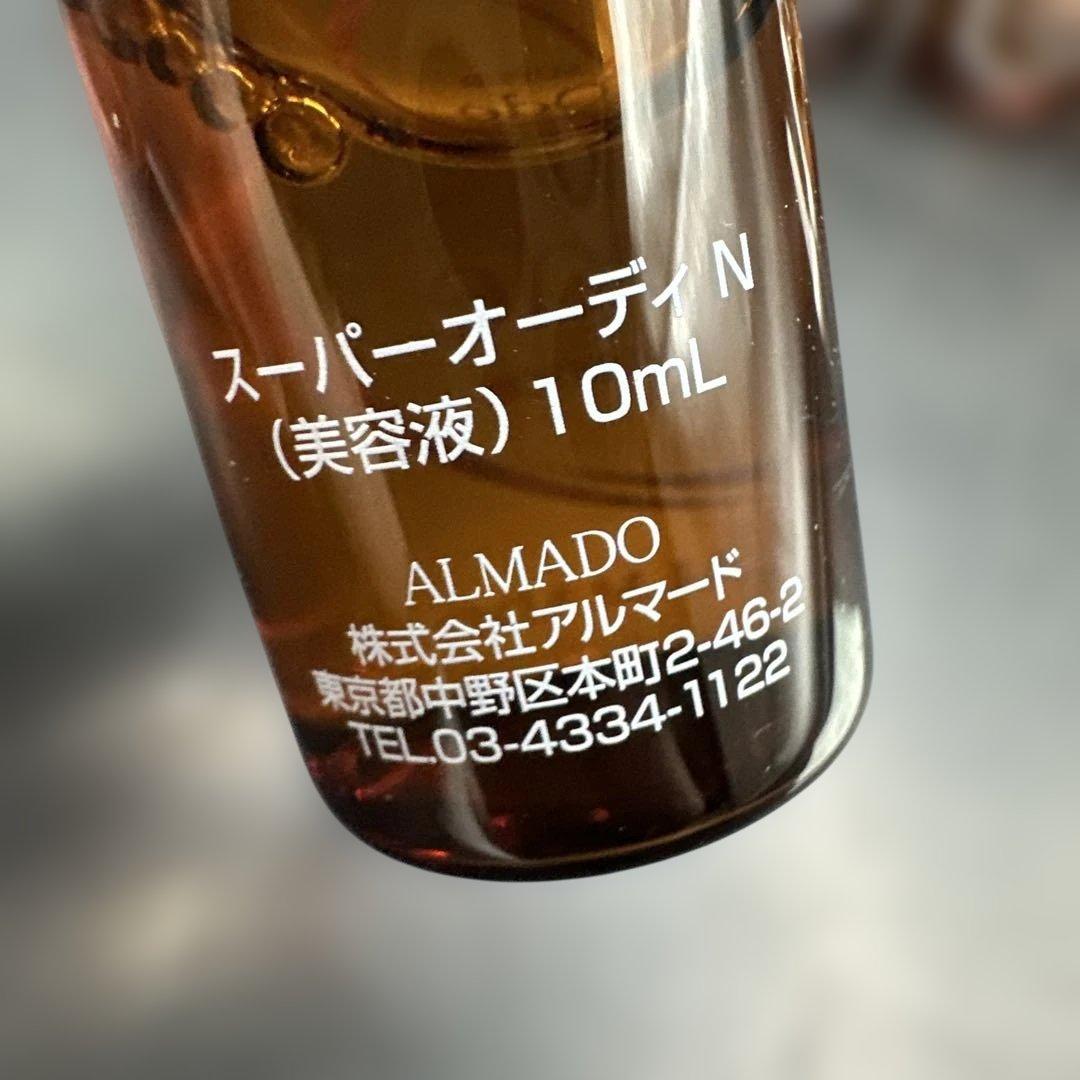 スーパーオーディ N
（美容液）10mL
ALMADO
株式会社アルマード
東京都中野区本町2-46-2
TEL.03-4334-1122